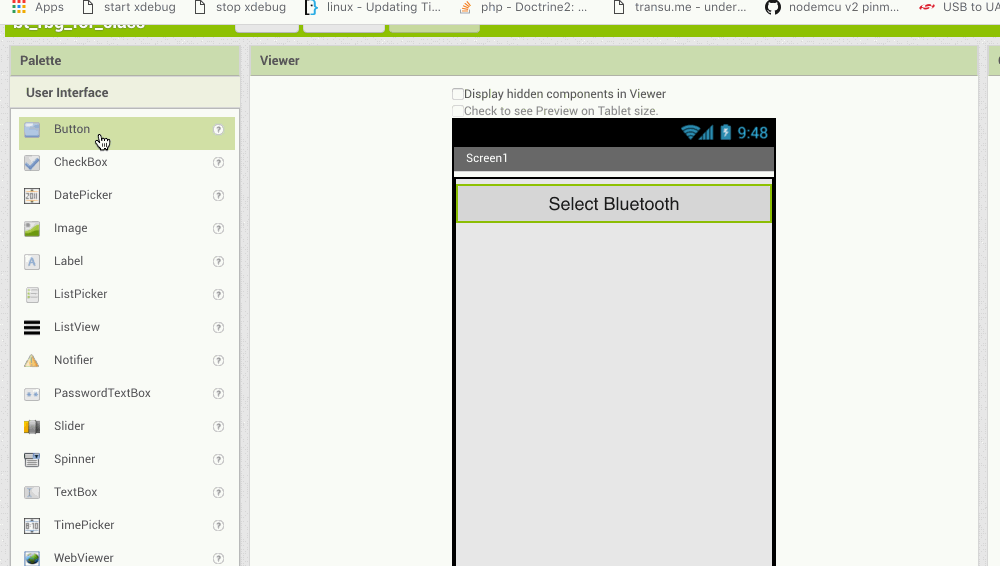 Apps start xdebug stop xdebug linux - Updating Ti... php - Doctrine2: ... transu.me - under... nodemcu v2 pinm... USB to UA
Palette
Viewer
User Interface
Display hidden components in Viewer
Check to see Preview on Tablet size.
9:48
Screen1
Select Bluetooth
Button
CheckBox
DatePicker
Image
Label
ListPicker
ListView
Notifier
PasswordTextBox
Slider
Spinner
TextBox
TimePicker
WebViewer